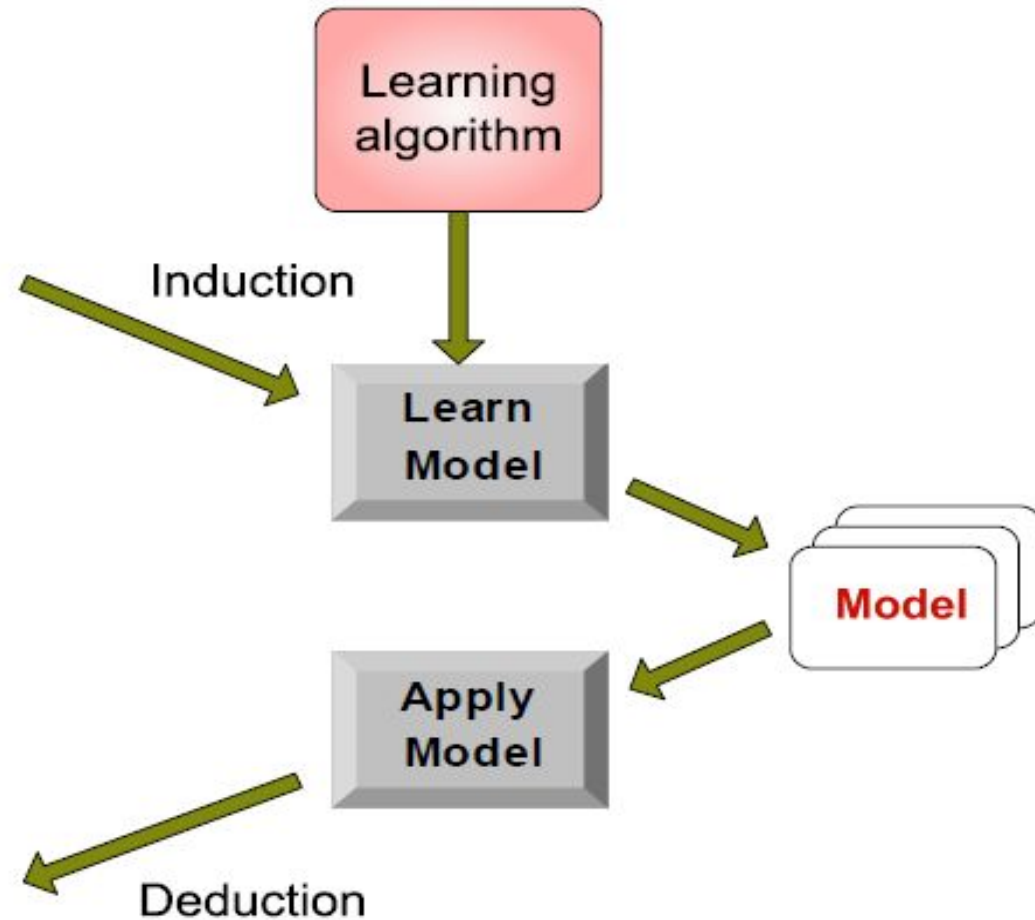 Learning
algorithm
Induction
Learn
Model
Model
Apply
Model
Deduction